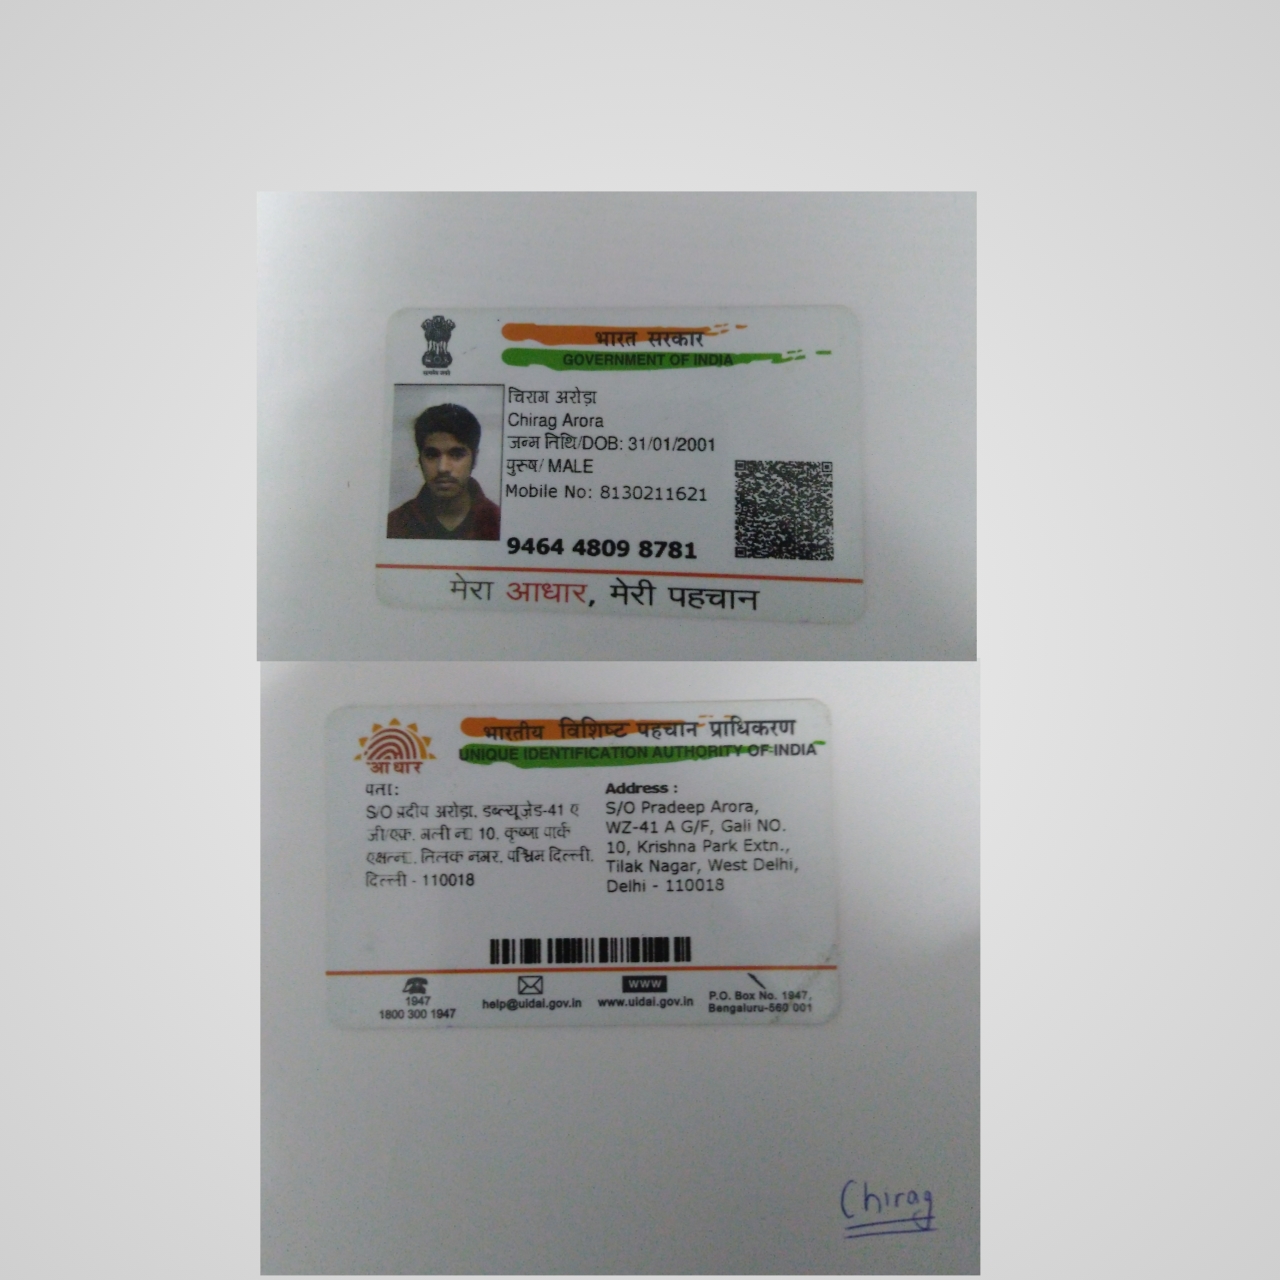 भारत सरकार
GOVERNMENT OF INDIA
चिराग अरोड़ा
Chirag Arora
जन्म तिथि/DOB: 31/01/2001
पुरुष/ MALE
Mobile No: 8130211621
9464 4809 8781
मेरा आधार, मेरी पहचान
भारतीय विशिष्ट पहचान प्राधिकरण
UNIQUE IDENTIFICATION AUTHORITY OF INDIA
आधार
पता:
S/O प्रदीप अरोड़ा, डब्ल्यूज़ेड-41 ए
जी/एफ़, गली न 10, कृष्णा पार्क
तिलक नगर, पश्चिम दिल्ली,
दिल्ली - 110018
Address :
S/O Pradeep Arora,
WZ-41 A G/F, Gali NO.
10, Krishna Park Extn.,
Tilak Nagar, West Delhi,
Delhi - 110018
1947
1800 300 1947
help@uidai.gov.in
www
www.uidai.gov.in
P.O. Box No. 1947,
Bengaluru-560 001
Chirag